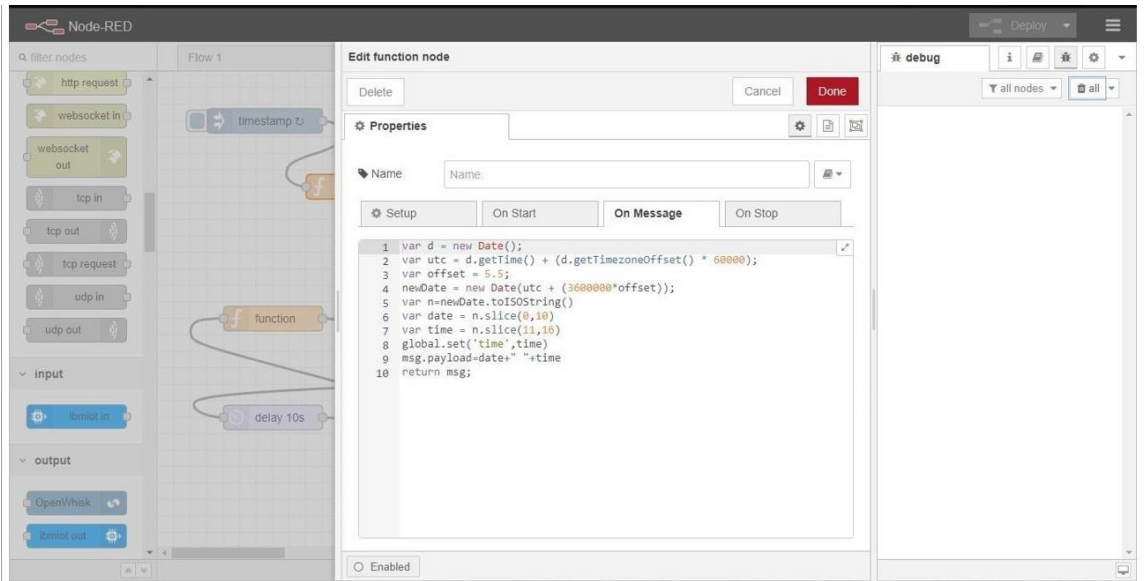 Node-RED
Deploy
filter nodes
Flow 1
Edit function node
debug
i
http request
Delete
Cancel
Done
all nodes
all
websocket in
timestamp ↻
Properties
websocket
out
Name
Name
f
tcp in
Setup
On Start
On Message
On Stop
tcp out
1 var d = new Date();
2 var utc = d.getTime() + (d.getTimezoneOffset() * 60000);
tcp request
3 var offset = 5.5;
4 newDate = new Date(utc + (3600000*offset));
udp in
5 var n=newDate.toISOString()
6 var date = n.slice(0,10)
f function
7 var time = n.slice(11,16)
udp out
8 global.set('time',time)
9 msg.payload=date+" "+time
10 return msg;
input
ibmiot in
delay 10s
output
OpenWhisk
ibmiot out
Enabled